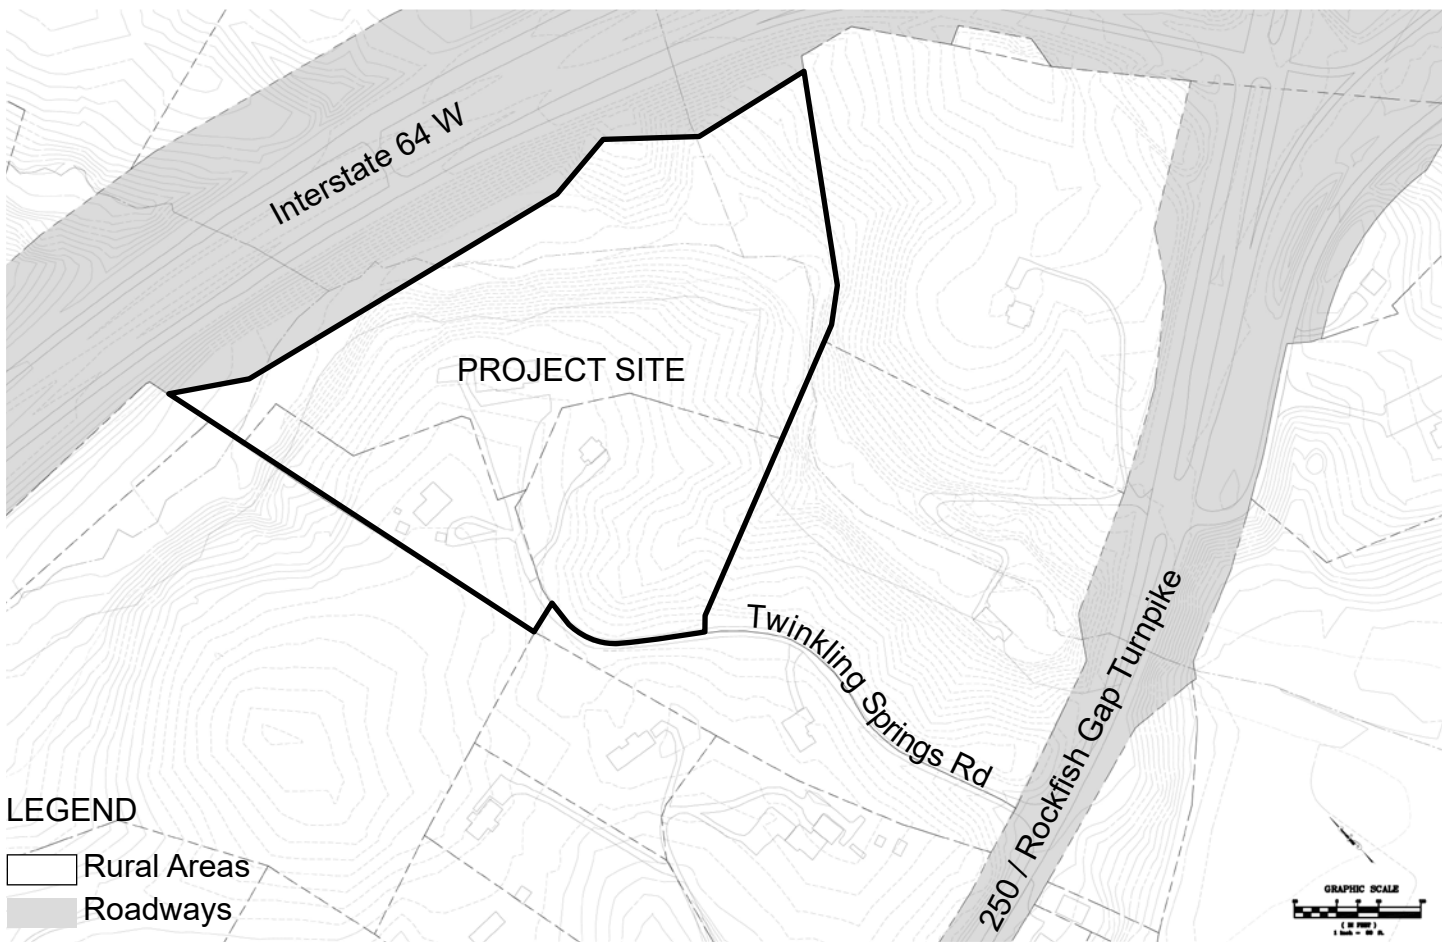 Interstate 64 W
PROJECT SITE
Twinkling Springs Rd
250 / Rockfish Gap Turnpike
LEGEND
Rural Areas
Roadways
GRAPHIC SCALE